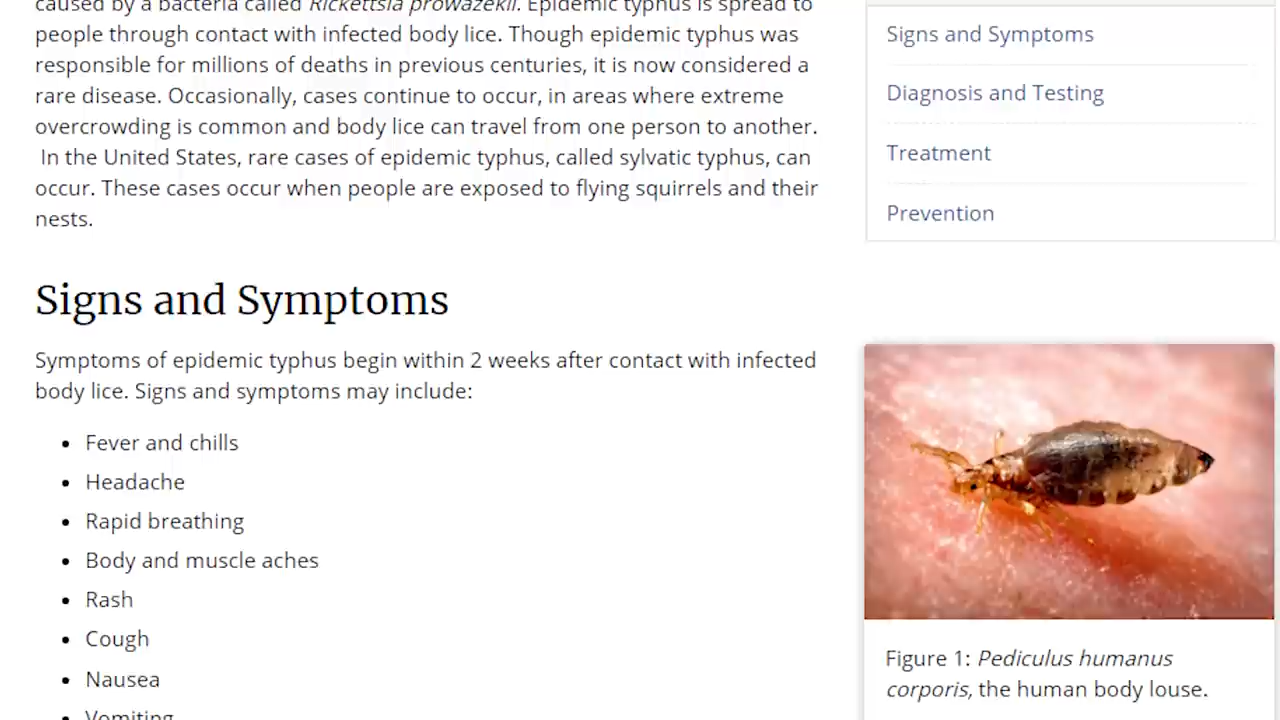 caused by a bacteria called Rickettsia prowazekii. Epidemic typhus is spread to
people through contact with infected body lice. Though epidemic typhus was
responsible for millions of deaths in previous centuries, it is now considered a
rare disease. Occasionally, cases continue to occur, in areas where extreme
overcrowding is common and body lice can travel from one person to another.
In the United States, rare cases of epidemic typhus, called sylvatic typhus, can
occur. These cases occur when people are exposed to flying squirrels and their
nests.
Signs and Symptoms
Symptoms of epidemic typhus begin within 2 weeks after contact with infected
body lice. Signs and symptoms may include:
• Fever and chills
• Headache
• Rapid breathing
• Body and muscle aches
• Rash
• Cough
• Nausea
• Vomiting
Signs and Symptoms
Diagnosis and Testing
Treatment
Prevention
Figure 1: Pediculus humanus
corporis, the human body louse.